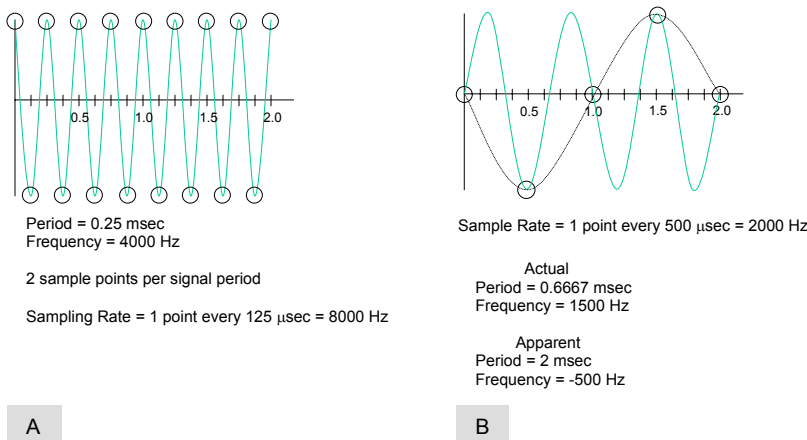 0.5 1.0 1.5 2.0
Period = 0.25 msec
Frequency = 4000 Hz
2 sample points per signal period
Sampling Rate = 1 point every 125 μsec = 8000 Hz
A
0.5 1.0 1.5 2.0
Sample Rate = 1 point every 500 μsec = 2000 Hz
Actual
Period = 0.6667 msec
Frequency = 1500 Hz
Apparent
Period = 2 msec
Frequency = -500 Hz
B